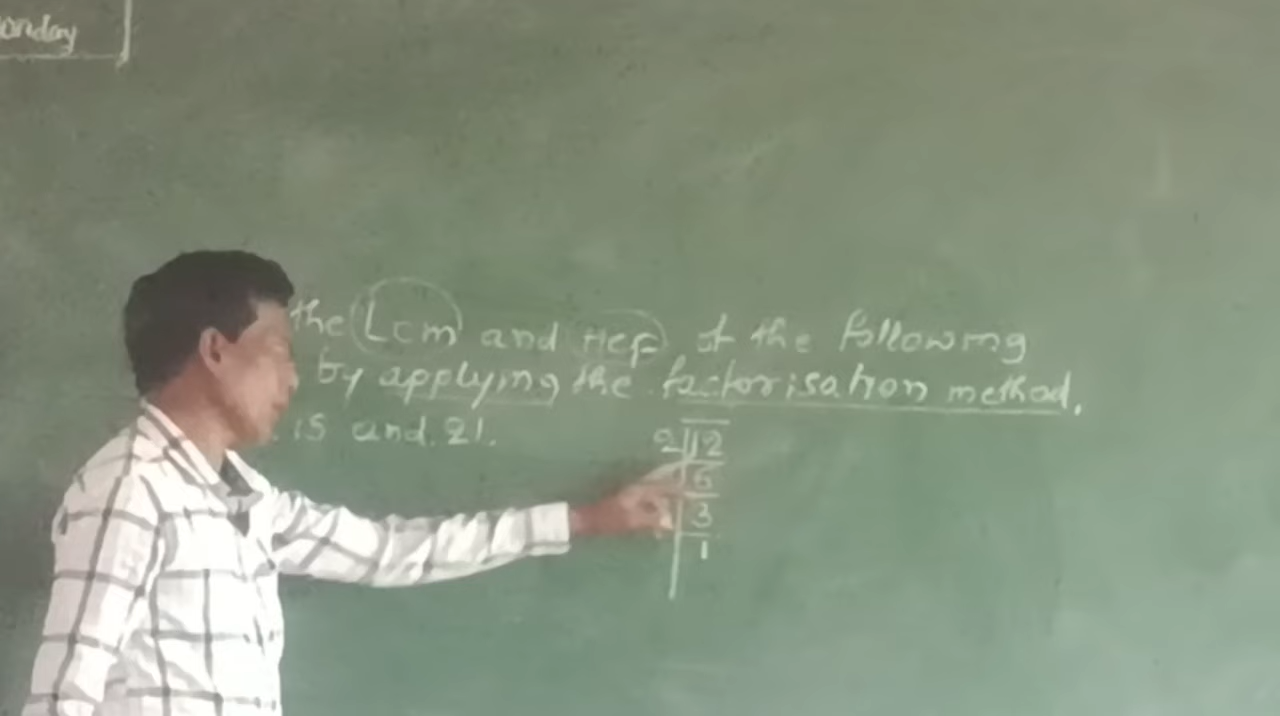 onday
the Lcm and Hcf of the following
by applying the factorisation method.
15 and 21.
2 12
6
3
1